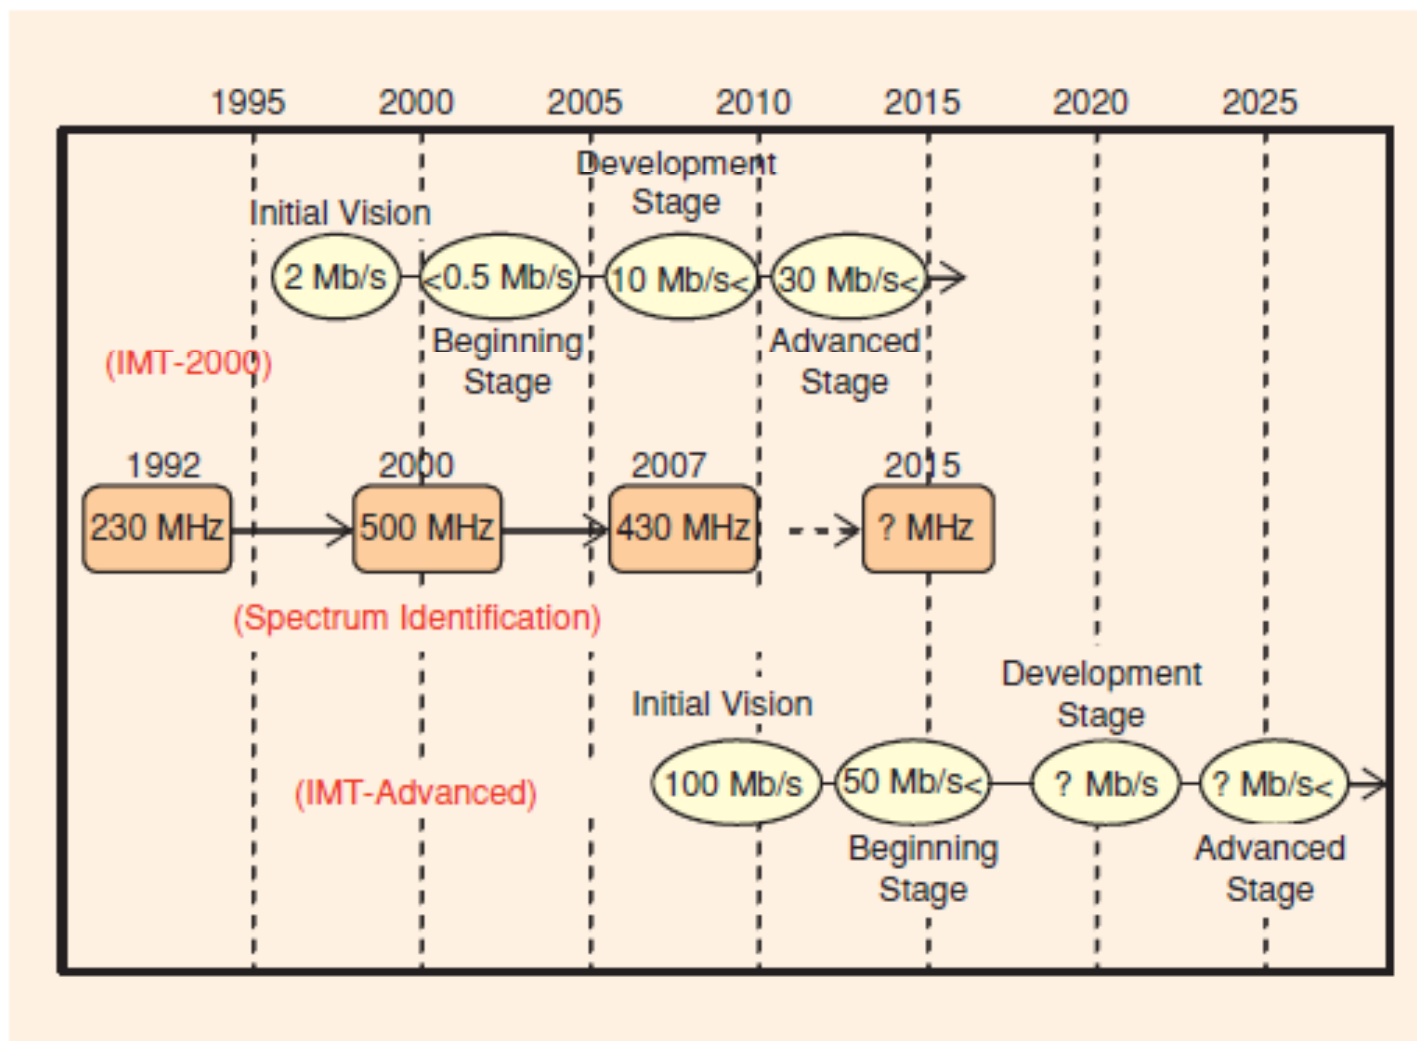 1995 2000 2005 2010 2015 2020 2025
Development
Stage
Initial Vision
2 Mb/s <0.5 Mb/s 10 Mb/s< 30 Mb/s<
Beginning
Stage
Advanced
Stage
(IMT-2000)
1992 2000 2007 2015
230 MHz 500 MHz 430 MHz ? MHz
(Spectrum Identification)
Development
Stage
Initial Vision
100 Mb/s 50 Mb/s< ? Mb/s ? Mb/s<
(IMT-Advanced)
Beginning
Stage
Advanced
Stage